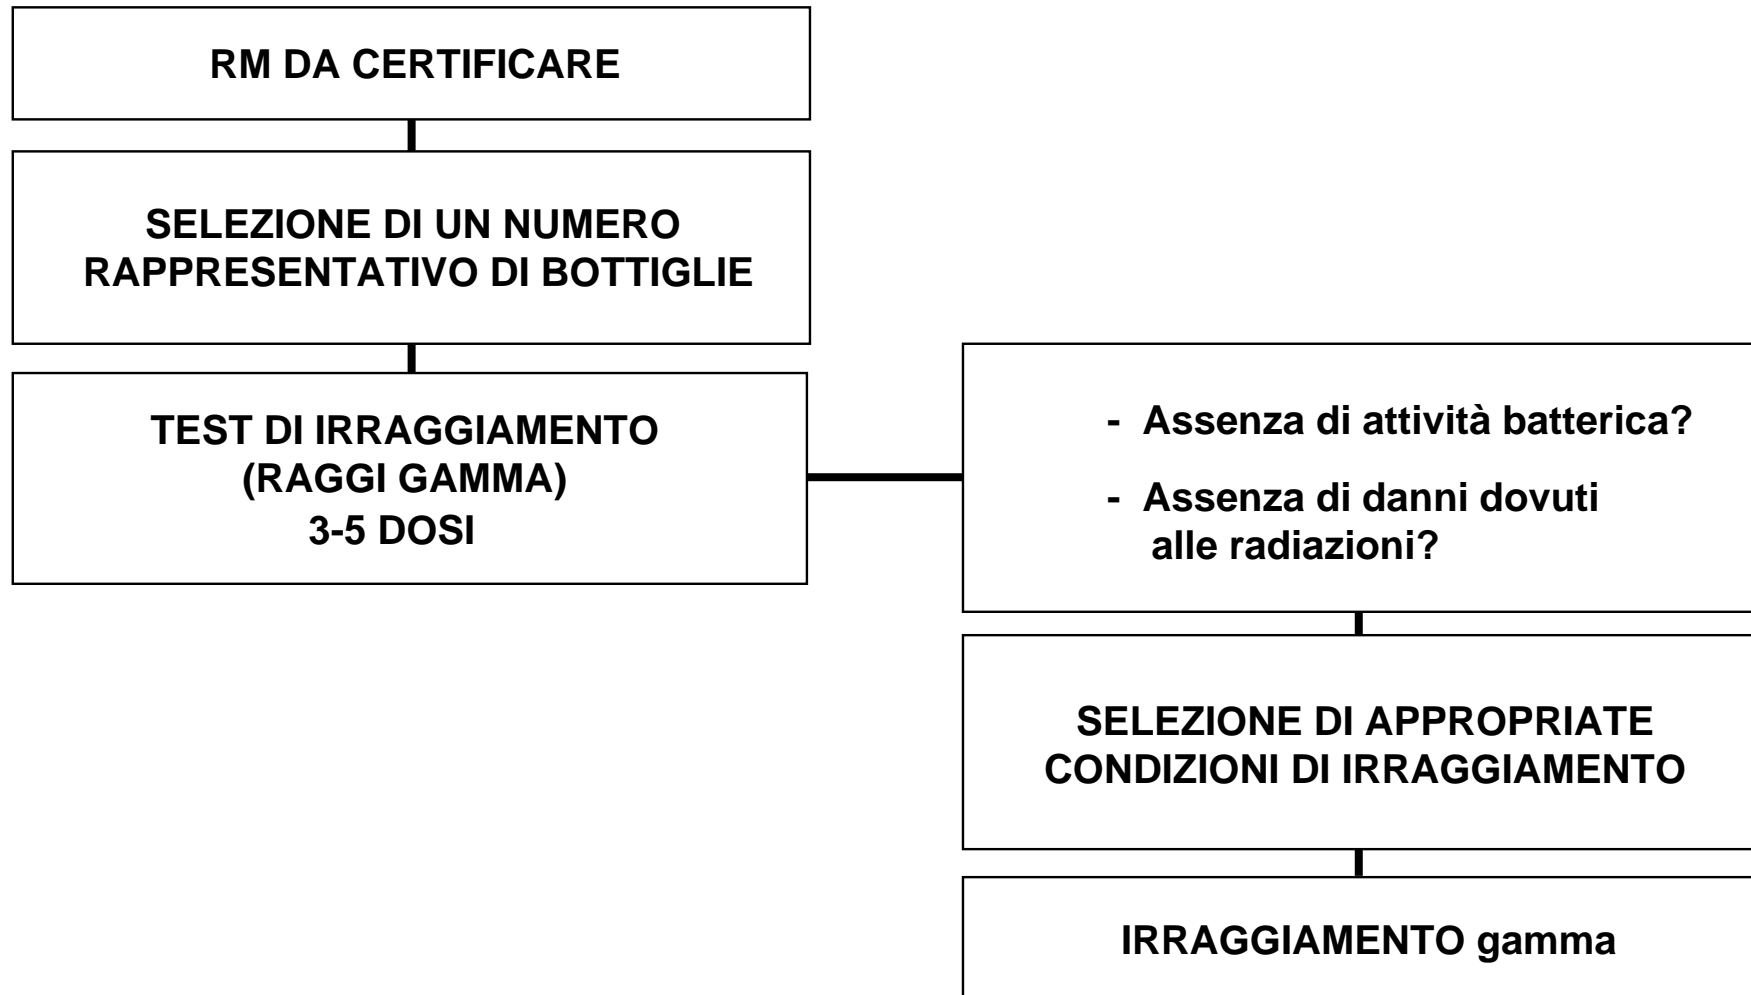 RM DA CERTIFICARE
SELEZIONE DI UN NUMERO
RAPPRESENTATIVO DI BOTTIGLIE
TEST DI IRRAGGIAMENTO
(RAGGI GAMMA)
3-5 DOSI
- Assenza di attività batterica?
- Assenza di danni dovuti
alle radiazioni?
SELEZIONE DI APPROPRIATE
CONDIZIONI DI IRRAGGIAMENTO
IRRAGGIAMENTO gamma